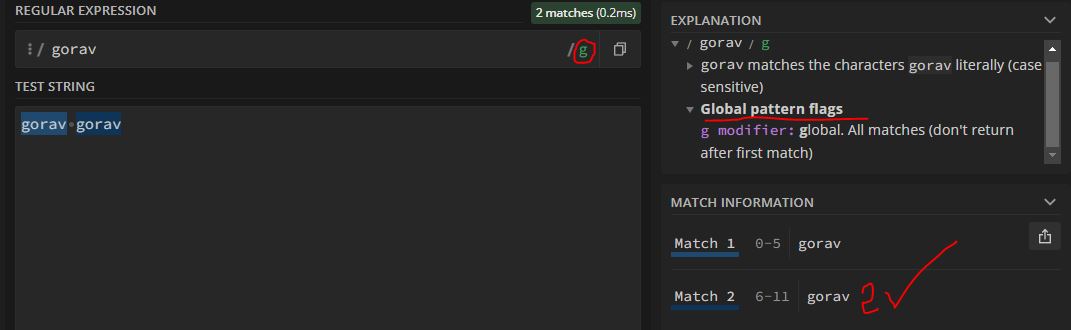 REGULAR EXPRESSION
2 matches (0.2ms)
/ gorav
/ g
TEST STRING
gorav·gorav
EXPLANATION
/ gorav / g
gorav matches the characters gorav literally (case
sensitive)
Global pattern flags
g modifier: global. All matches (don't return
after first match)
MATCH INFORMATION
Match 1 0-5 gorav
Match 2 6-11 gorav 2✓